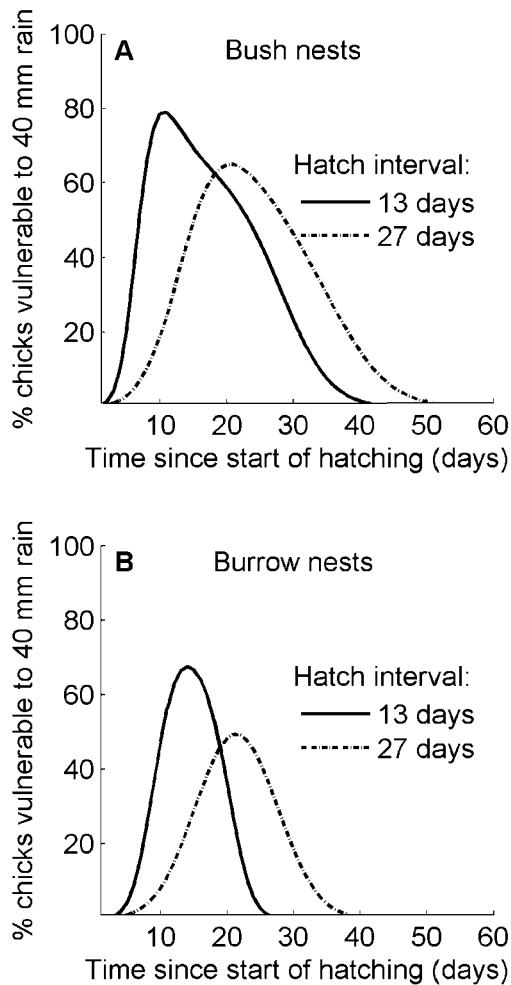 A
Bush nests
% chicks vulnerable to 40 mm rain
100
80
60
40
20
Hatch interval:
13 days
27 days
10 20 30 40 50 60
Time since start of hatching (days)
B
Burrow nests
% chicks vulnerable to 40 mm rain
100
80
60
40
20
Hatch interval:
13 days
27 days
10 20 30 40 50 60
Time since start of hatching (days)